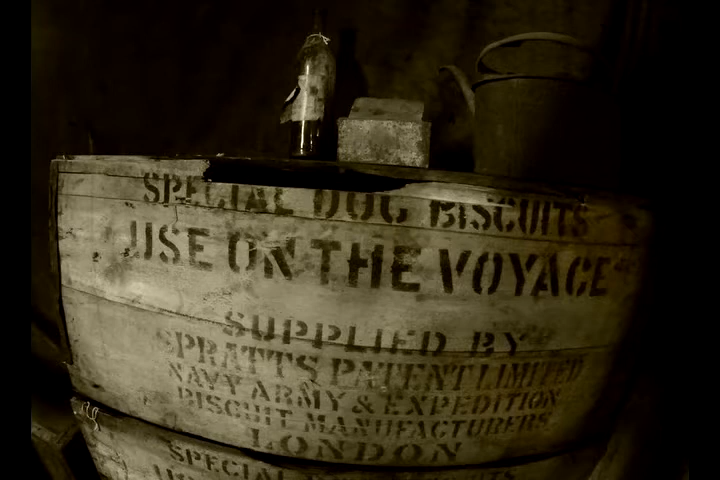 SPECIAL DOG BISCUITS
USE ON THE VOYAGE
SUPPLIED BY
SPRATTS PATENT LIMITED
NAVY ARMY & EXPEDITION
BISCUIT MANUFACTURERS
LONDON
SPECIAL